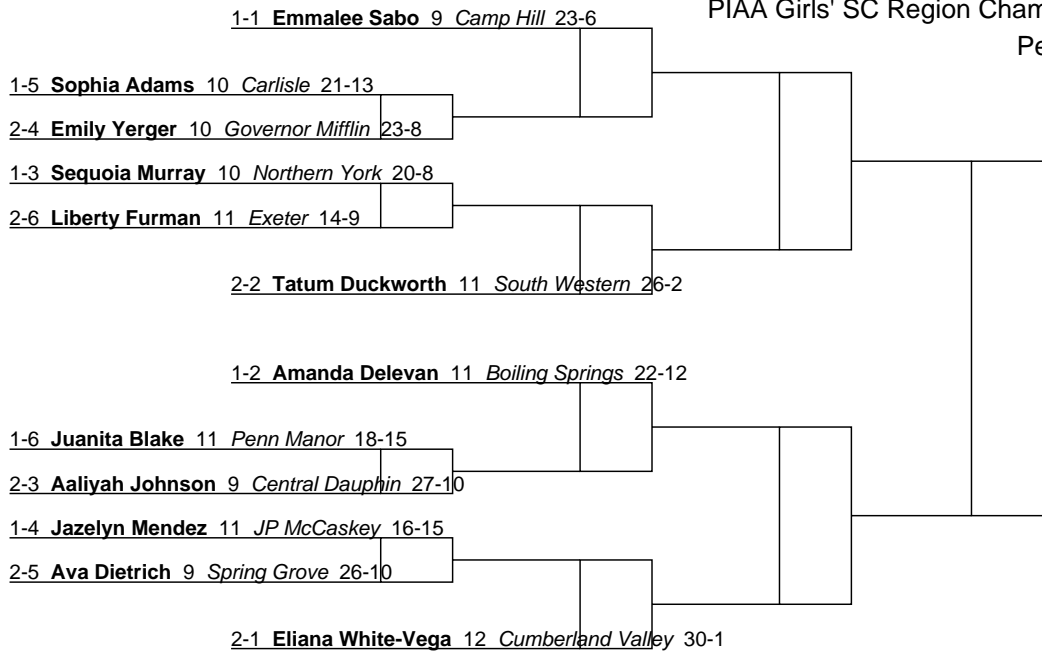 PIAA Girls' SC Region Cham
Pe
1-1 Emmalee Sabo 9 Camp Hill 23-6
1-5 Sophia Adams 10 Carlisle 21-13
2-4 Emily Yerger 10 Governor Mifflin 23-8
1-3 Sequoia Murray 10 Northern York 20-8
2-6 Liberty Furman 11 Exeter 14-9
2-2 Tatum Duckworth 11 South Western 26-2
1-2 Amanda Delevan 11 Boiling Springs 22-12
1-6 Juanita Blake 11 Penn Manor 18-15
2-3 Aaliyah Johnson 9 Central Dauphin 27-10
1-4 Jazelyn Mendez 11 JP McCaskey 16-15
2-5 Ava Dietrich 9 Spring Grove 26-10
2-1 Eliana White-Vega 12 Cumberland Valley 30-1